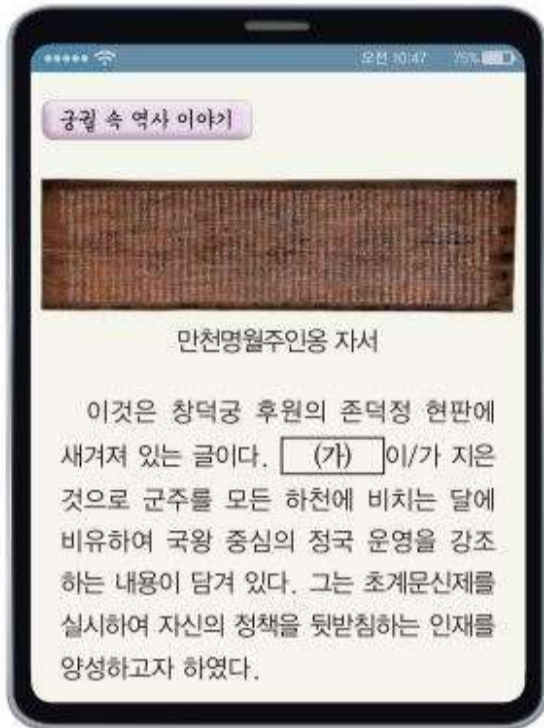 오전 10:47 75%
궁궐 속 역사 이야기
만천명월주인옹 자서
이것은 창덕궁 후원의 존덕정 현판에
새겨져 있는 글이다. (가) 이/가 지은
것으로 군주를 모든 하천에 비치는 달에
비유하여 국왕 중심의 정국 운영을 강조
하는 내용이 담겨 있다. 그는 초계문신제를
실시하여 자신의 정책을 뒷받침하는 인재를
양성하고자 하였다.